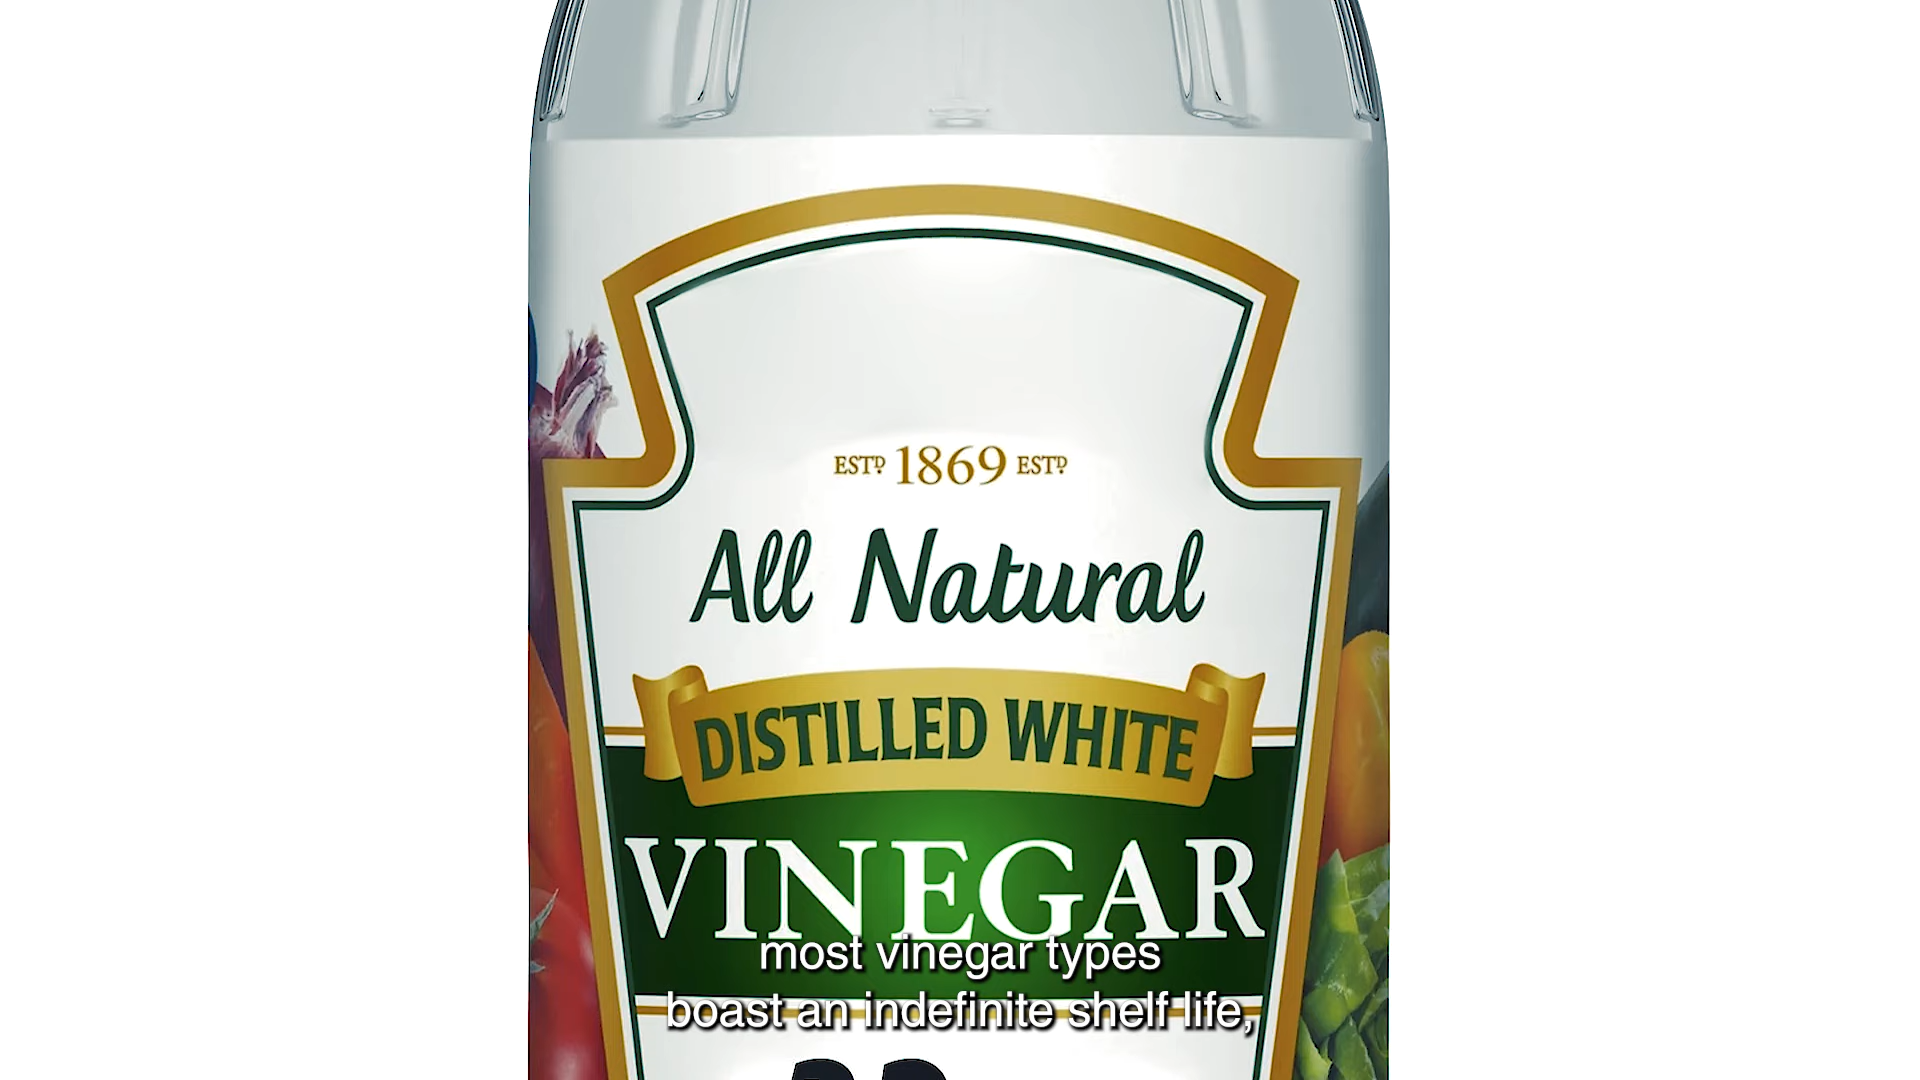 ESTD 1869 ESTD
All Natural
DISTILLED WHITE
VINEGAR
most vinegar types
boast an indefinite shelf life,